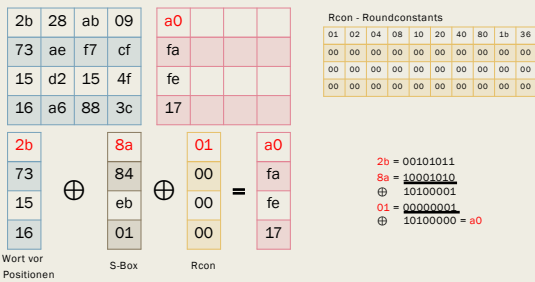 2b 28 ab 09
73 ae f7 cf
15 d2 15 4f
16 a6 88 3c
a0
fa
fe
17
Rcon - Roundconstants
01 02 04 08 10 20 40 80 1b 36
00 00 00 00 00 00 00 00 00 00
00 00 00 00 00 00 00 00 00 00
00 00 00 00 00 00 00 00 00 00
2b 8a 01 a0
73 84 00 fa
15 eb 00 fe
16 01 00 17
⊕ ⊕ =
Wort vor
Positionen
S-Box
Rcon
2b = 00101011
8a = 10001010
⊕ 10100001
01 = 00000001
⊕ 10100000 = a0